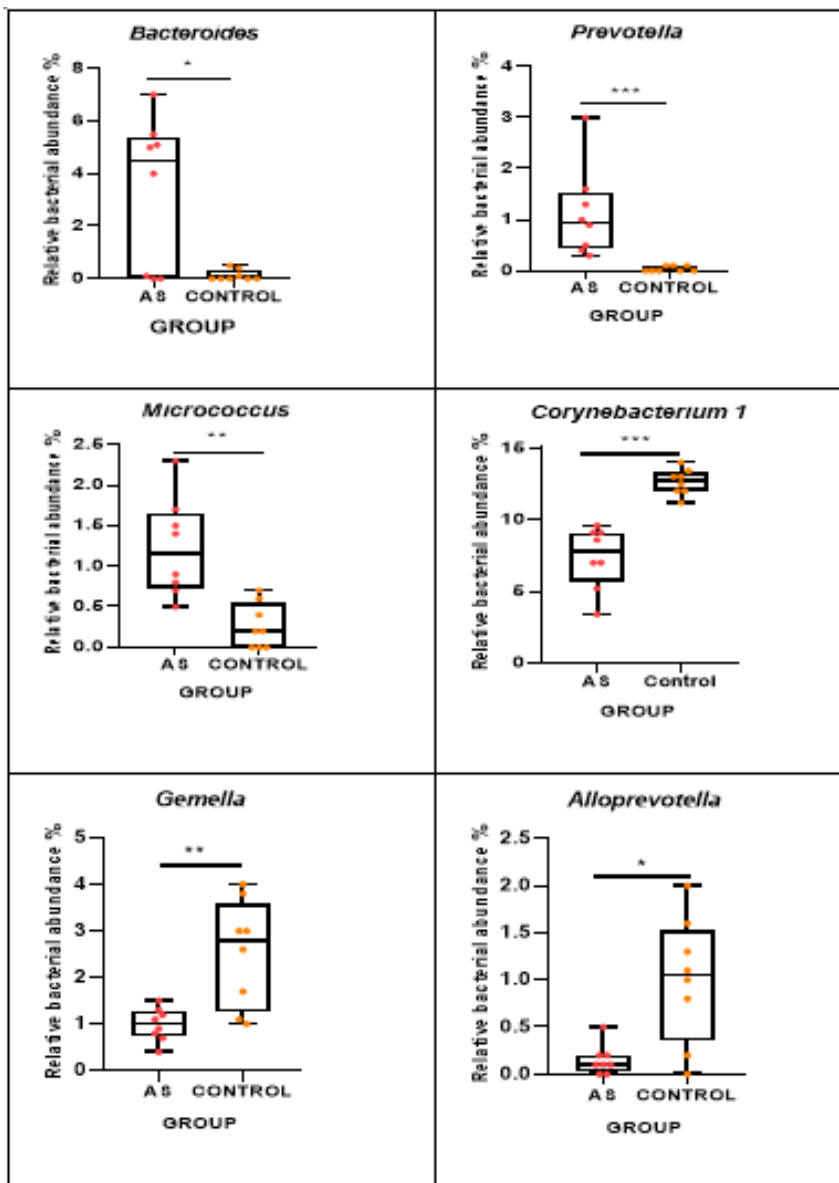 Bacteroides
Relative bacterial abundance %
8
6
4
2
0
*
AS CONTROL
GROUP
Prevotella
Relative bacterial abundance %
4
3
2
1
0
***
AS CONTROL
GROUP
Micrococcus
Relative bacterial abundance %
2.5
2.0
1.5
1.0
0.5
0.0
**
AS CONTROL
GROUP
Corynebacterium 1
Relative bacterial abundance %
15
10
5
0
***
AS Control
GROUP
Gemella
Relative bacterial abundance %
5
4
3
2
1
0
**
AS CONTROL
GROUP
Alloprevotella
Relative bacterial abundance %
2.5
2.0
1.5
1.0
0.5
0.0
*
AS CONTROL
GROUP